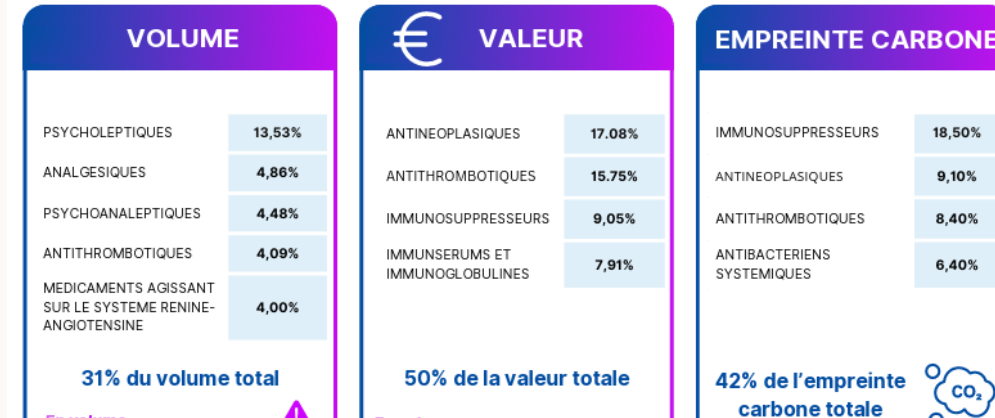 VOLUME
PSYCHOLEPTIQUES 13,53%
ANALGESIQUES 4,86%
PSYCHOANALEPTIQUES 4,48%
ANTITHROMBOTIQUES 4,09%
MEDICAMENTS AGISSANT
SUR LE SYSTEME RENINE- 4,00%
ANGIOTENSINE
31% du volume total
€ VALEUR
ANTINEOPLASIQUES 17.08%
ANTITHROMBOTIQUES 15.75%
IMMUNOSUPPRESSEURS 9,05%
IMMUNSERUMS ET
IMMUNOGLOBULINES 7,91%
50% de la valeur totale
EMPREINTE CARBONE
IMMUNOSUPPRESSEURS 18,50%
ANTINEOPLASIQUES 9,10%
ANTITHROMBOTIQUES 8,40%
ANTIBACTERIENS
SYSTEMIQUES 6,40%
42% de l’empreinte
carbone totale
CO₂